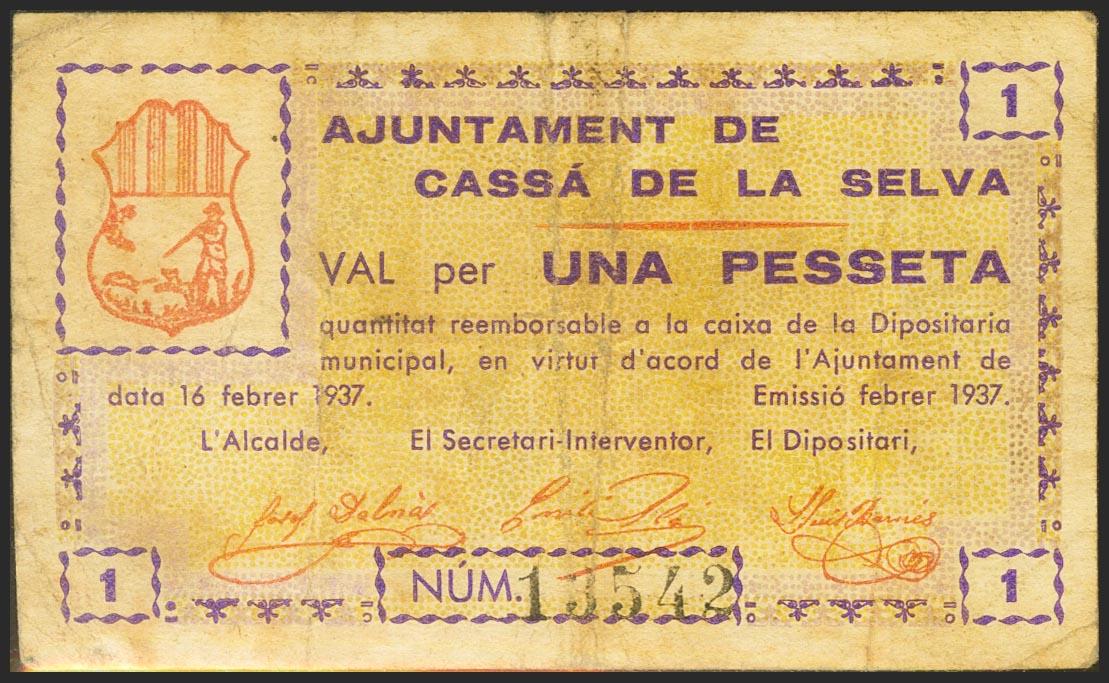 1
AJUNTAMENT DE
CASSÁ DE LA SELVA
VAL per UNA PESSETA
quantitat reemborsable a la caixa de la Dipositaria
municipal, en virtut d'acord de l'Ajuntament de
data 16 febrer 1937. Emissió febrer 1937.
L'Alcalde, El Secretari-Interventor, El Dipositari,
Josep Dalmàs
1 NÚM. 1